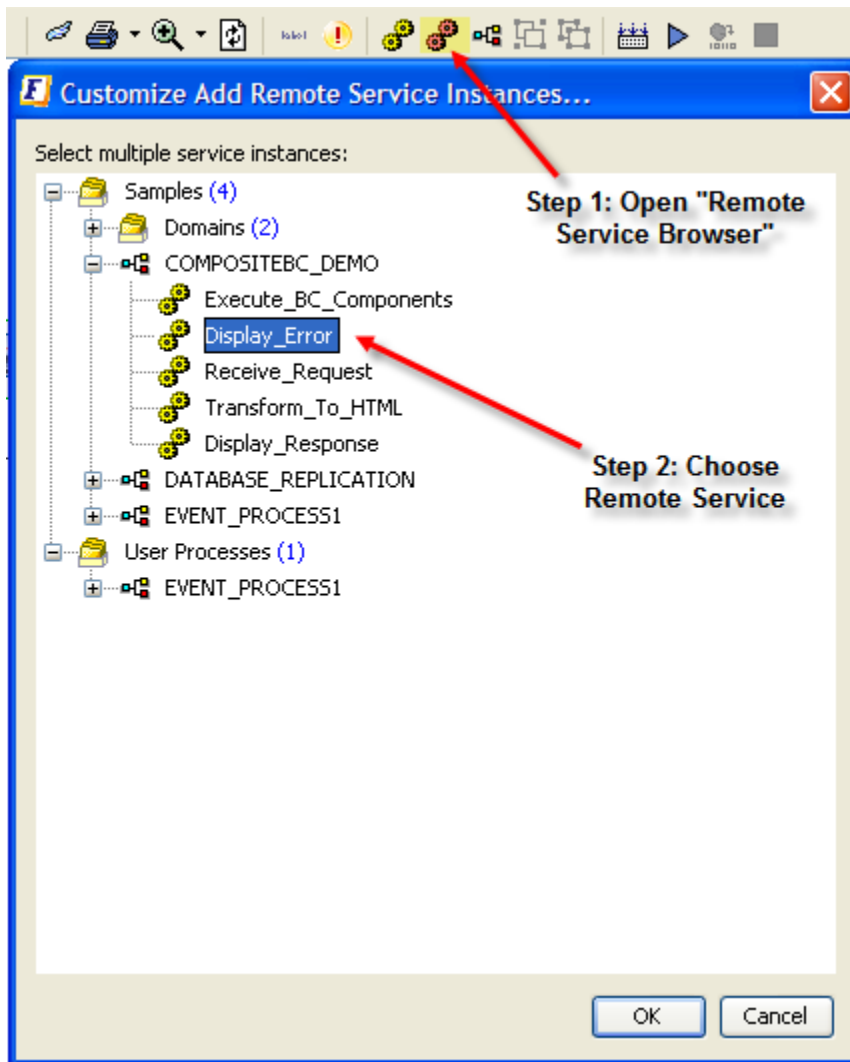 label
Customize Add Remote Service Instances...
Select multiple service instances:
Samples (4)
Step 1: Open "Remote
Service Browser"
Domains (2)
COMPOSITEBC_DEMO
Execute_BC_Components
Display_Error
Receive_Request
Transform_To_HTML
Display_Response
Step 2: Choose
Remote Service
DATABASE_REPLICATION
EVENT_PROCESS1
User Processes (1)
EVENT_PROCESS1
OK
Cancel